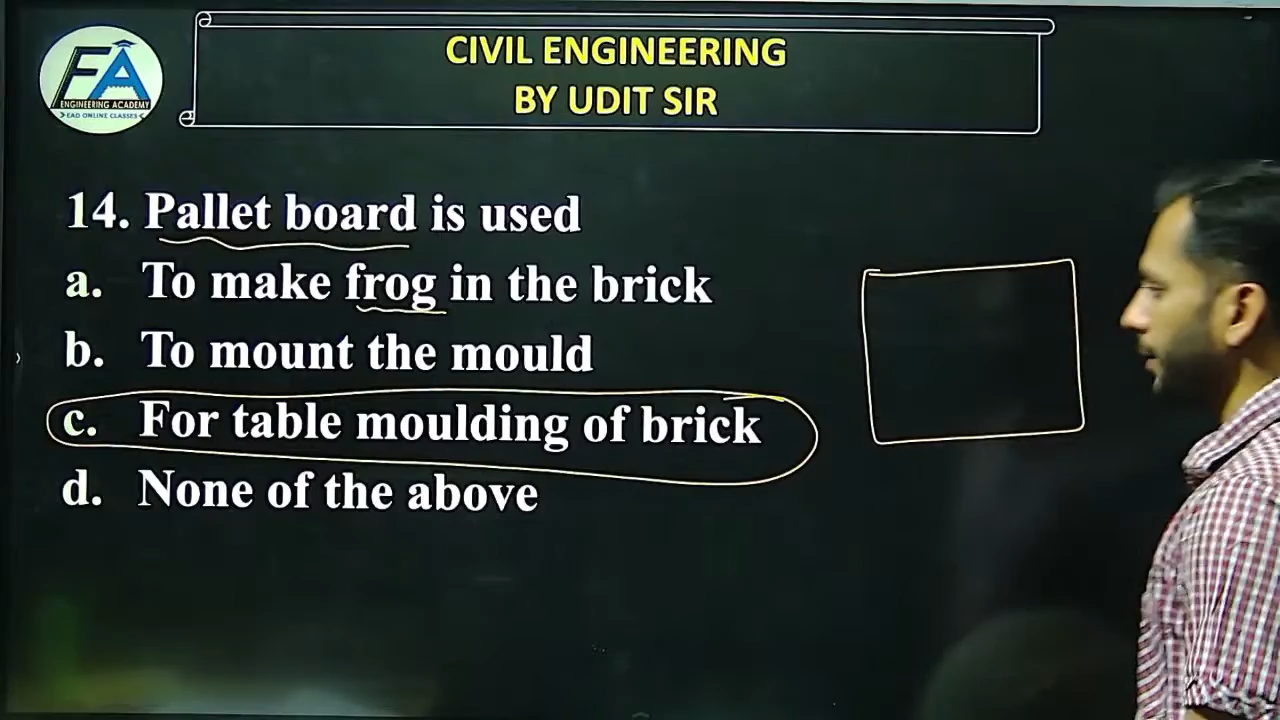 FA
ENGINEERING ACADEMY
EAD ONLINE CLASSES
CIVIL ENGINEERING
BY UDIT SIR
14. Pallet board is used
a. To make frog in the brick
b. To mount the mould
c. For table moulding of brick
d. None of the above